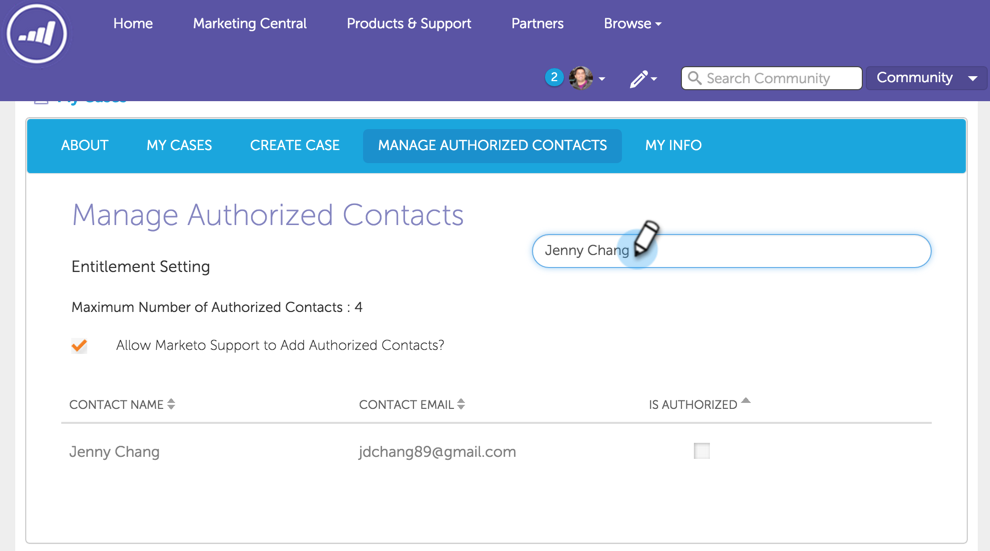 Home Marketing Central Products & Support Partners Browse
2 Search Community Community
My Cases
ABOUT MY CASES CREATE CASE MANAGE AUTHORIZED CONTACTS MY INFO
Manage Authorized Contacts
Jenny Chang
Entitlement Setting
Maximum Number of Authorized Contacts : 4
Allow Marketo Support to Add Authorized Contacts?
CONTACT NAME CONTACT EMAIL IS AUTHORIZED
Jenny Chang jdchang89@gmail.com